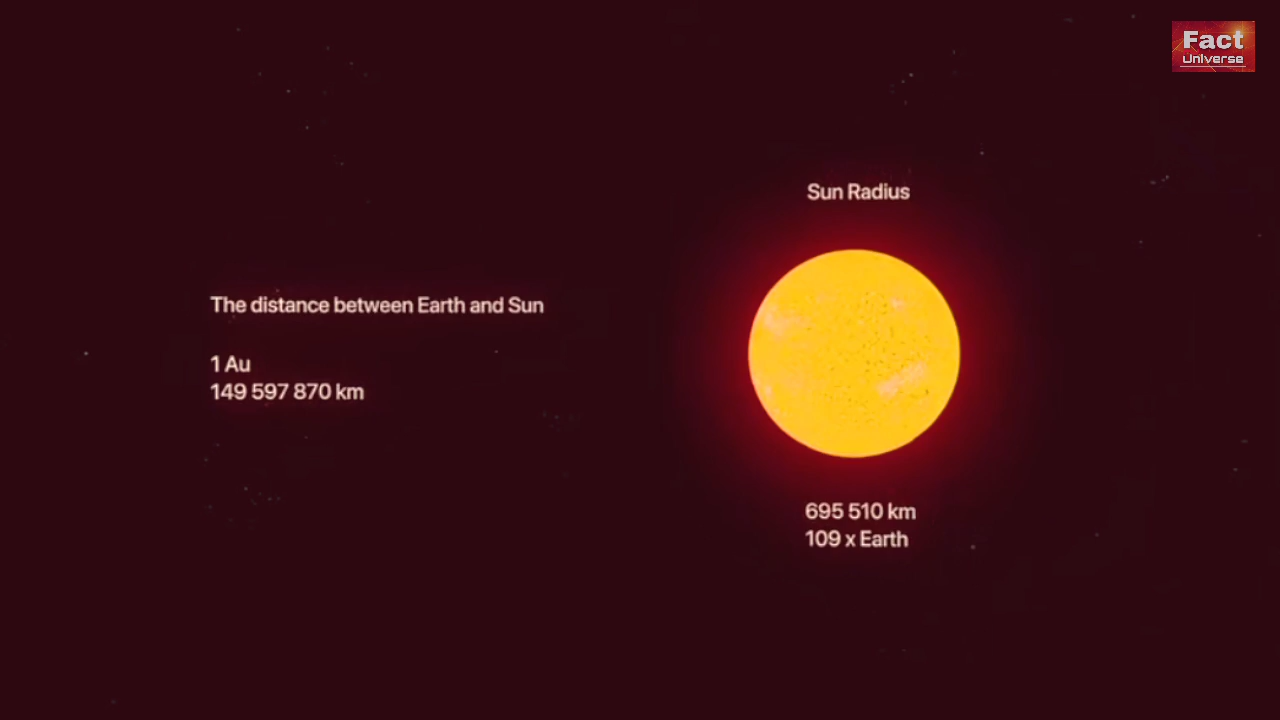 Fact
Universe
Sun Radius
The distance between Earth and Sun
1 Au
149 597 870 km
695 510 km
109 x Earth